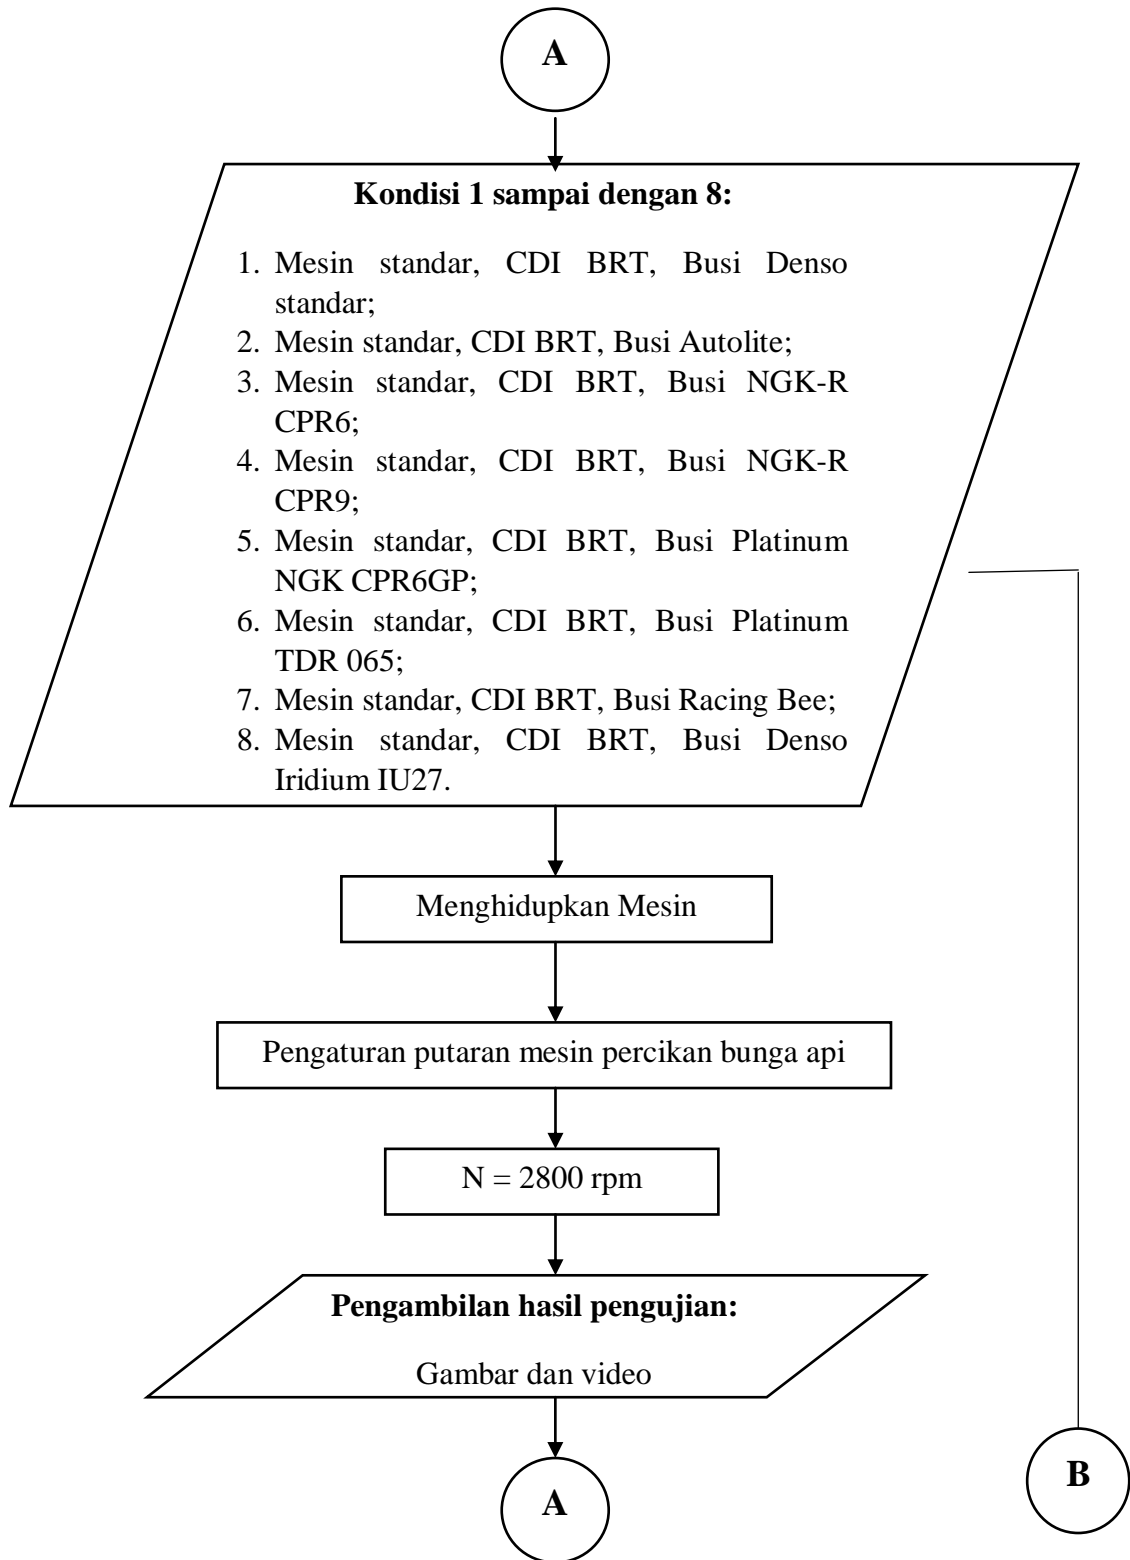 A
Kondisi 1 sampai dengan 8:
1. Mesin standar, CDI BRT, Busi Denso
standar;
2. Mesin standar, CDI BRT, Busi Autolite;
3. Mesin standar, CDI BRT, Busi NGK-R
CPR6;
4. Mesin standar, CDI BRT, Busi NGK-R
CPR9;
5. Mesin standar, CDI BRT, Busi Platinum
NGK CPR6GP;
6. Mesin standar, CDI BRT, Busi Platinum
TDR 065;
7. Mesin standar, CDI BRT, Busi Racing Bee;
8. Mesin standar, CDI BRT, Busi Denso
Iridium IU27.
Menghidupkan Mesin
Pengaturan putaran mesin percikan bunga api
N = 2800 rpm
Pengambilan hasil pengujian:
Gambar dan video
B
A